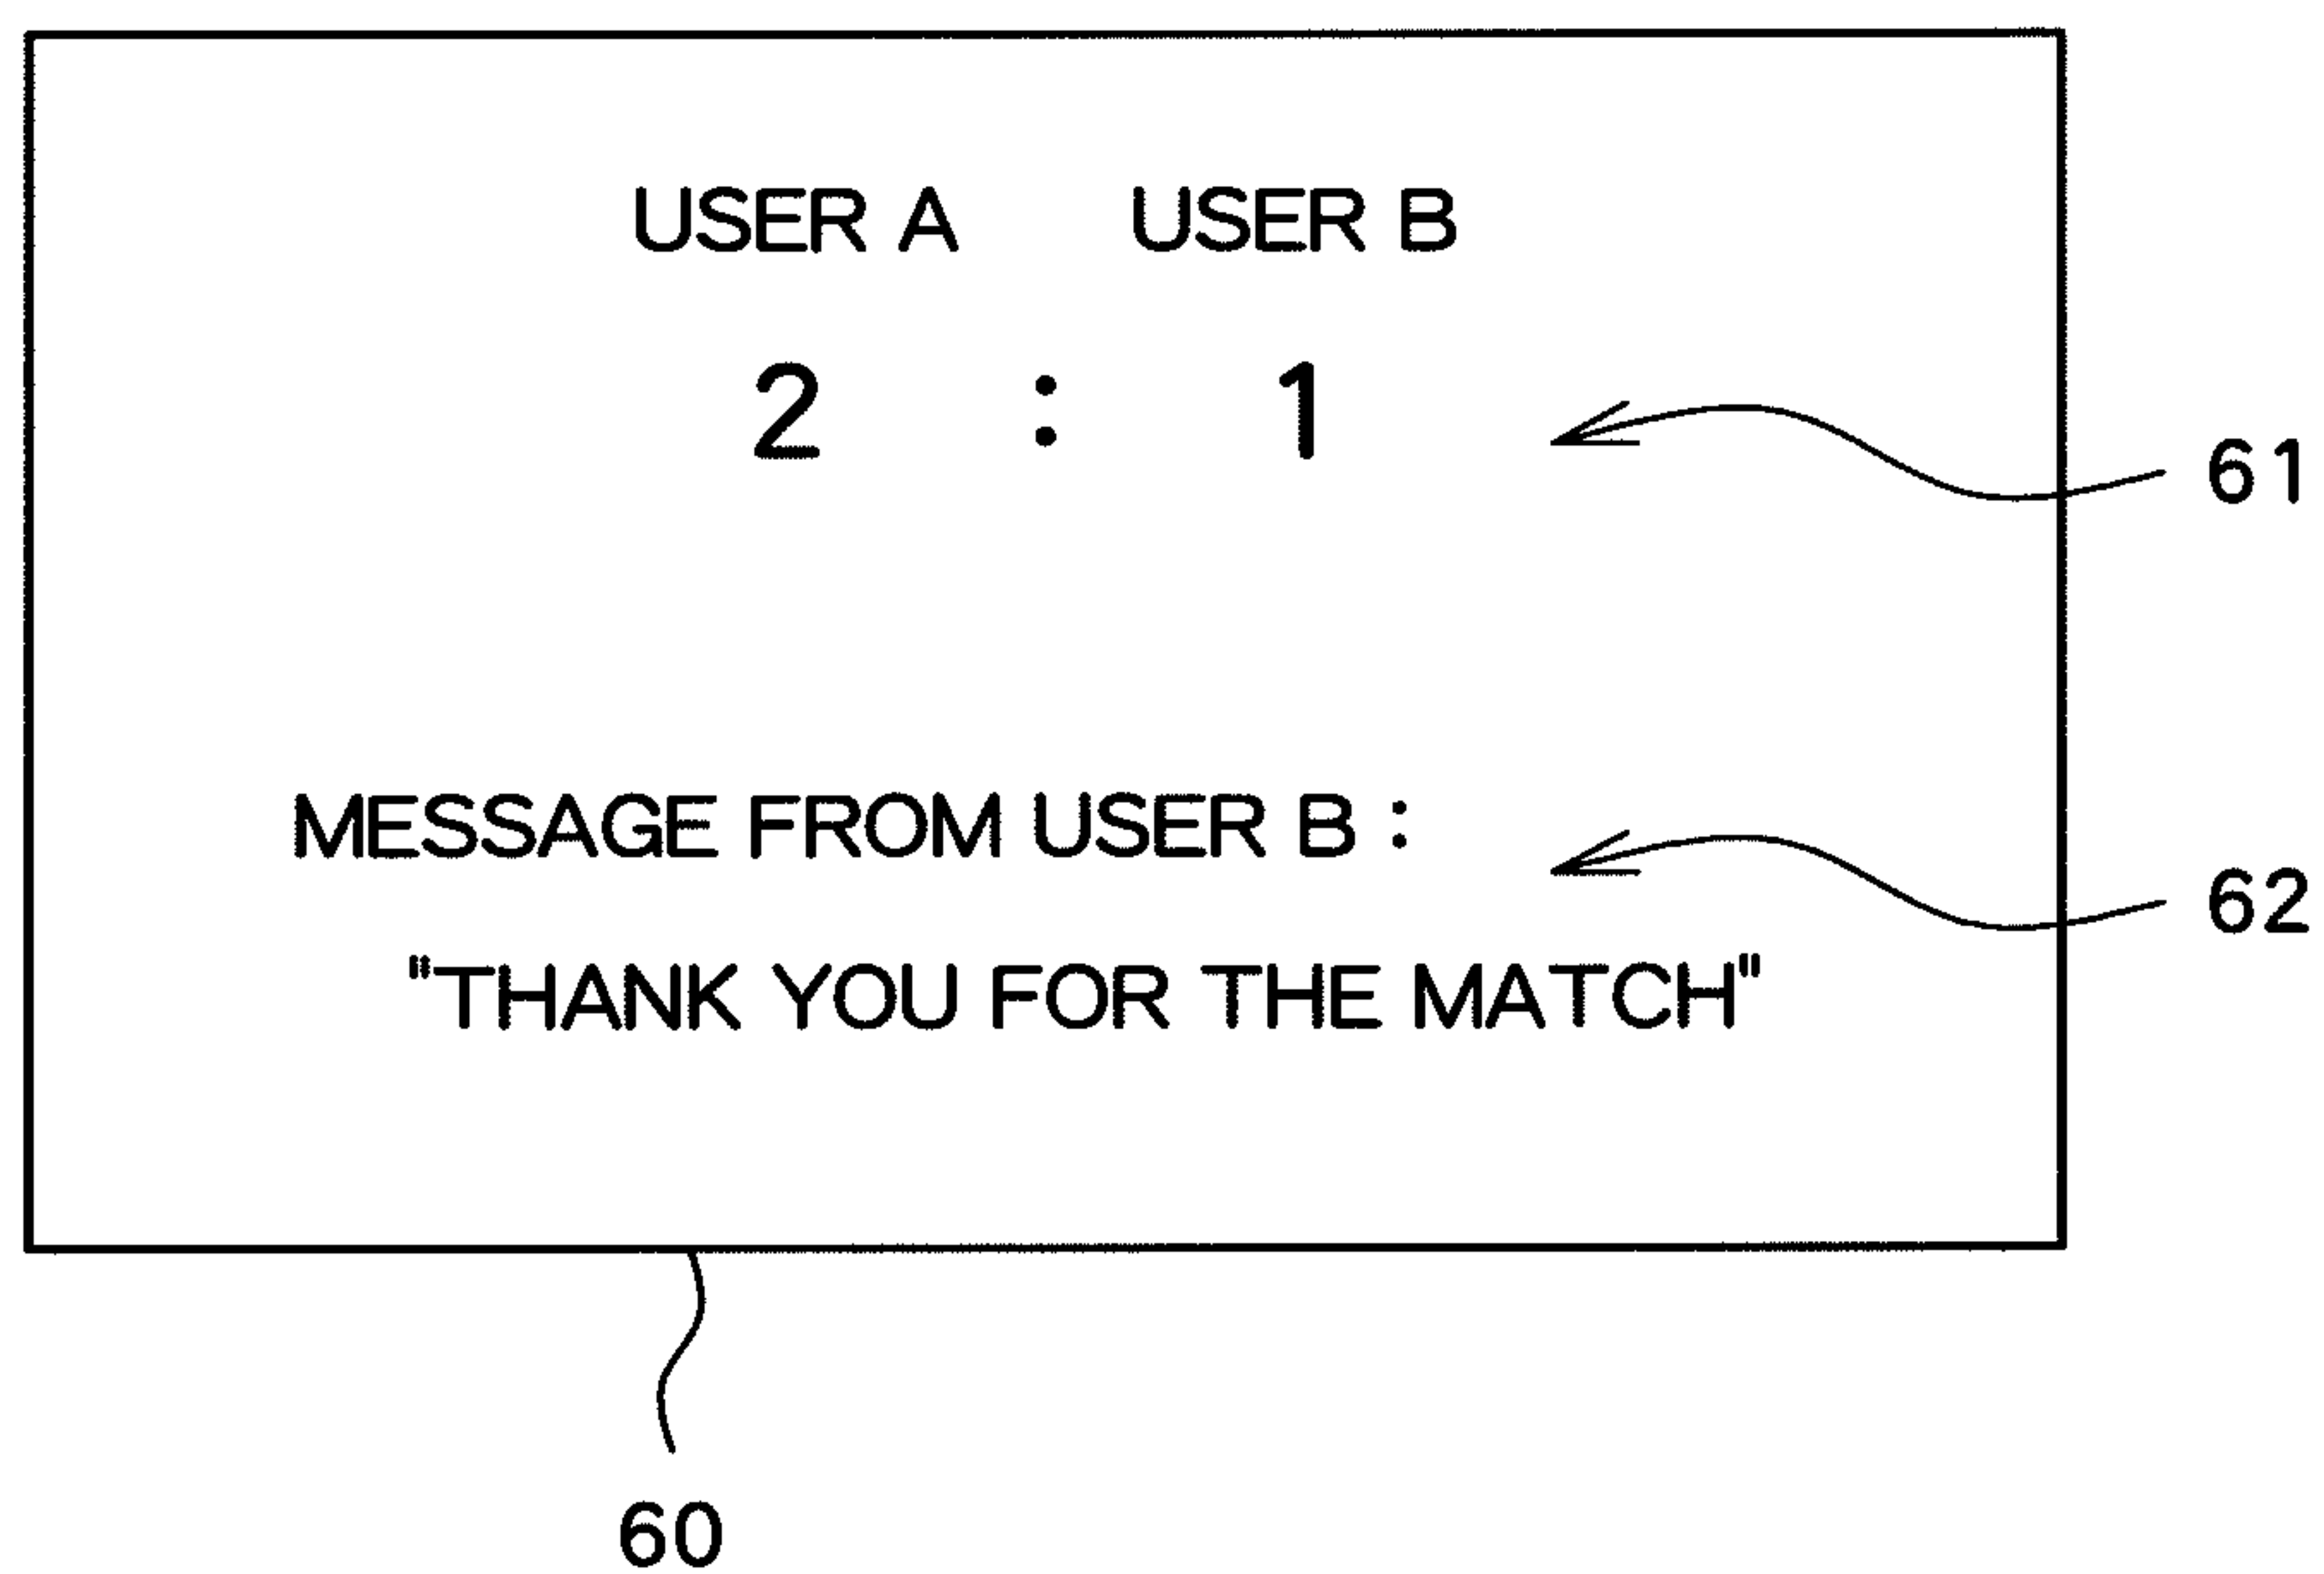 USER A USER B
2 : 1
61
MESSAGE FROM USER B :
62
"THANK YOU FOR THE MATCH"
60